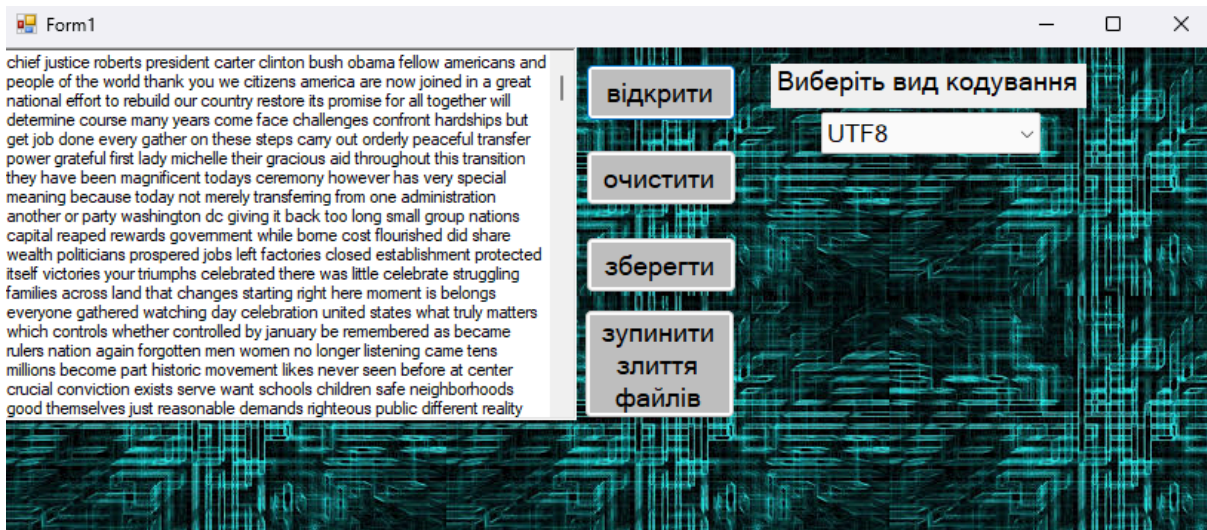 Form1
chief justice roberts president carter clinton bush obama fellow americans and
people of the world thank you we citizens america are now joined in a great
national effort to rebuild our country restore its promise for all together will
determine course many years come face challenges confront hardships but
get job done every gather on these steps carry out orderly peaceful transfer
power grateful first lady michelle their gracious aid throughout this transition
they have been magnificent todays ceremony however has very special
meaning because today not merely transferring from one administration
another or party washington dc giving it back too long small group nations
capital reaped rewards government while borne cost flourished did share
wealth politicians prospered jobs left factories closed establishment protected
itself victories your triumphs celebrated there was little celebrate struggling
families across land that changes starting right here moment is belongs
everyone gathered watching day celebration united states what truly matters
which controls whether controlled by january be remembered as became
rulers nation again forgotten men women no longer listening came tens
millions become part historic movement likes never seen before at center
crucial conviction exists serve want schools children safe neighborhoods
good themselves just reasonable demands righteous public different reality
відкрити
очистити
зберегти
зупинити
злиття
файлів
Виберіть вид кодування
UTF8